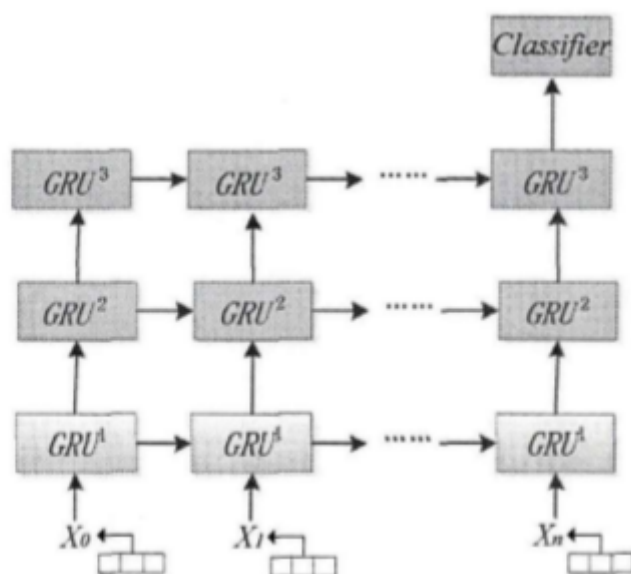 Classifier
GRU³ GRU³ ······ GRU³
GRU² GRU² ······ GRU²
GRU¹ GRU¹ ······ GRU¹
X₀ X₁ Xₙ